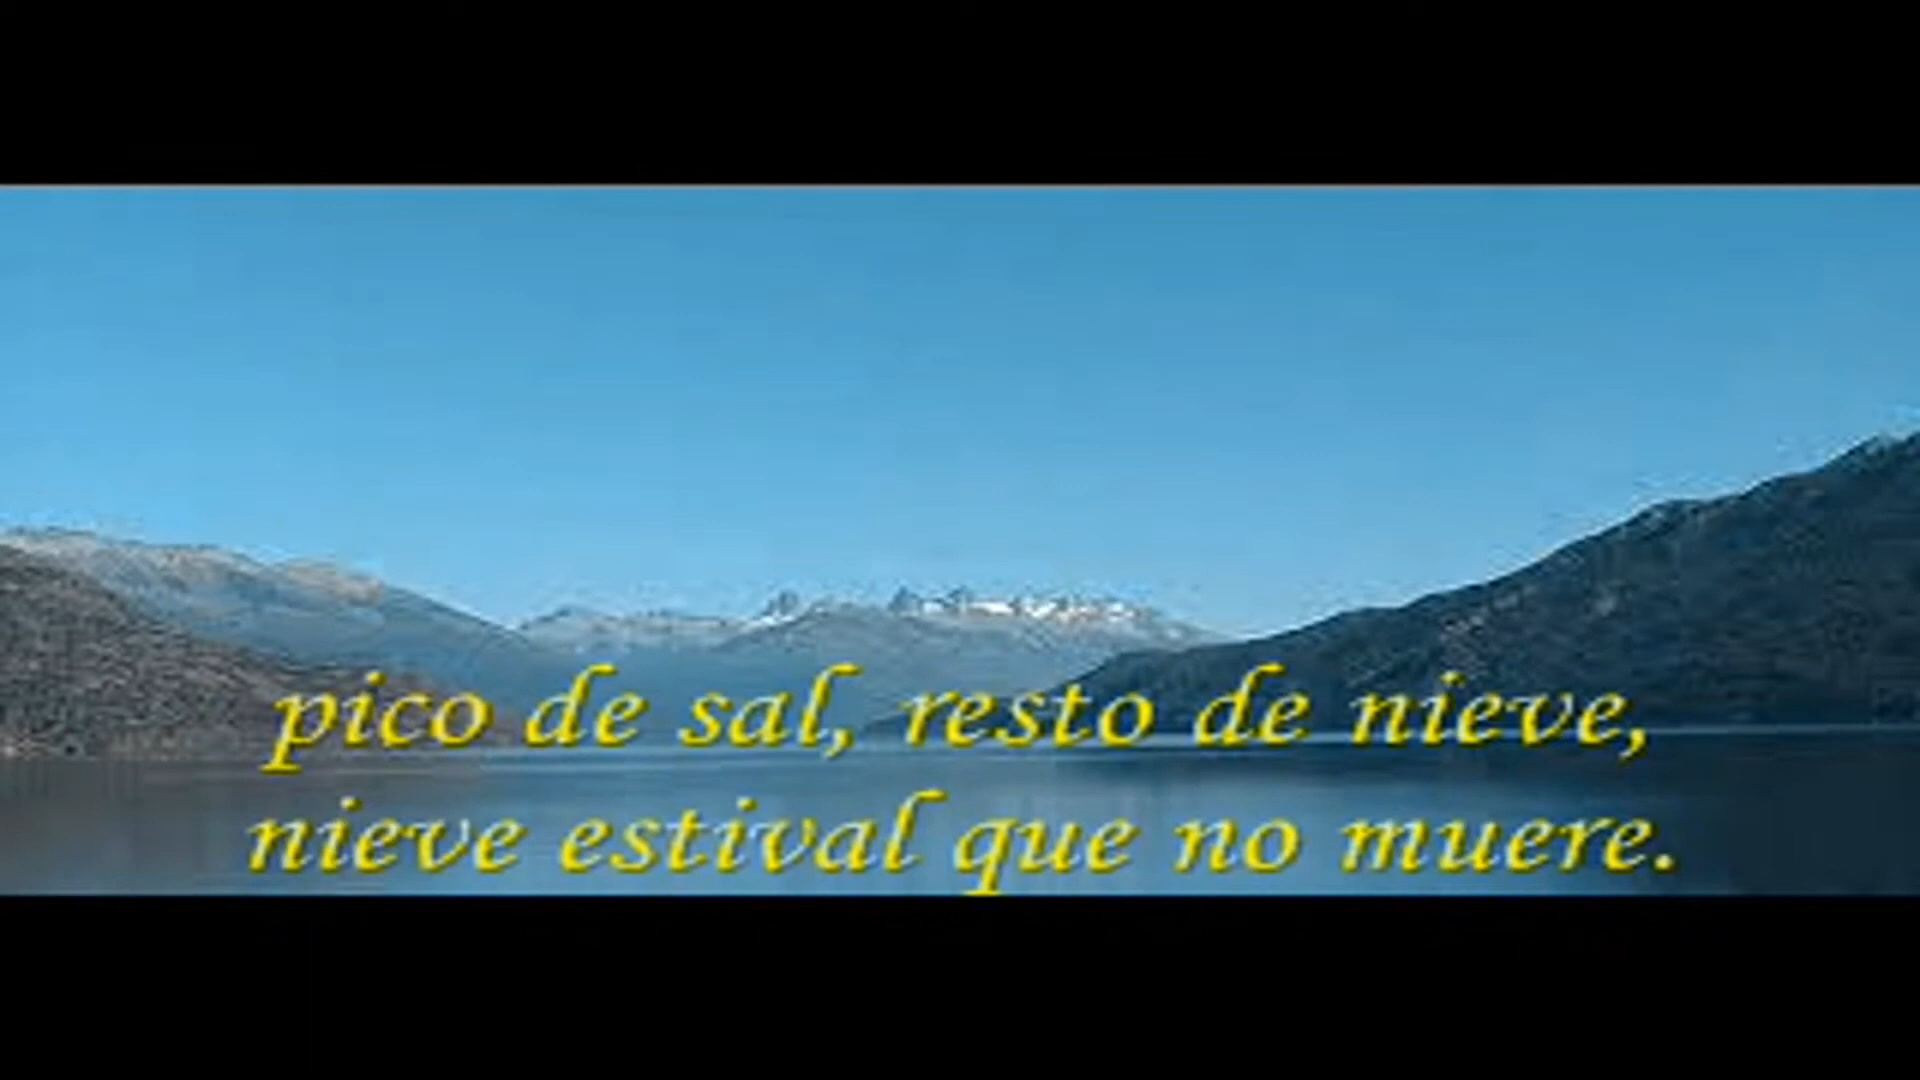 pico de sal, resto de nieve,
nieve estival que no muere.